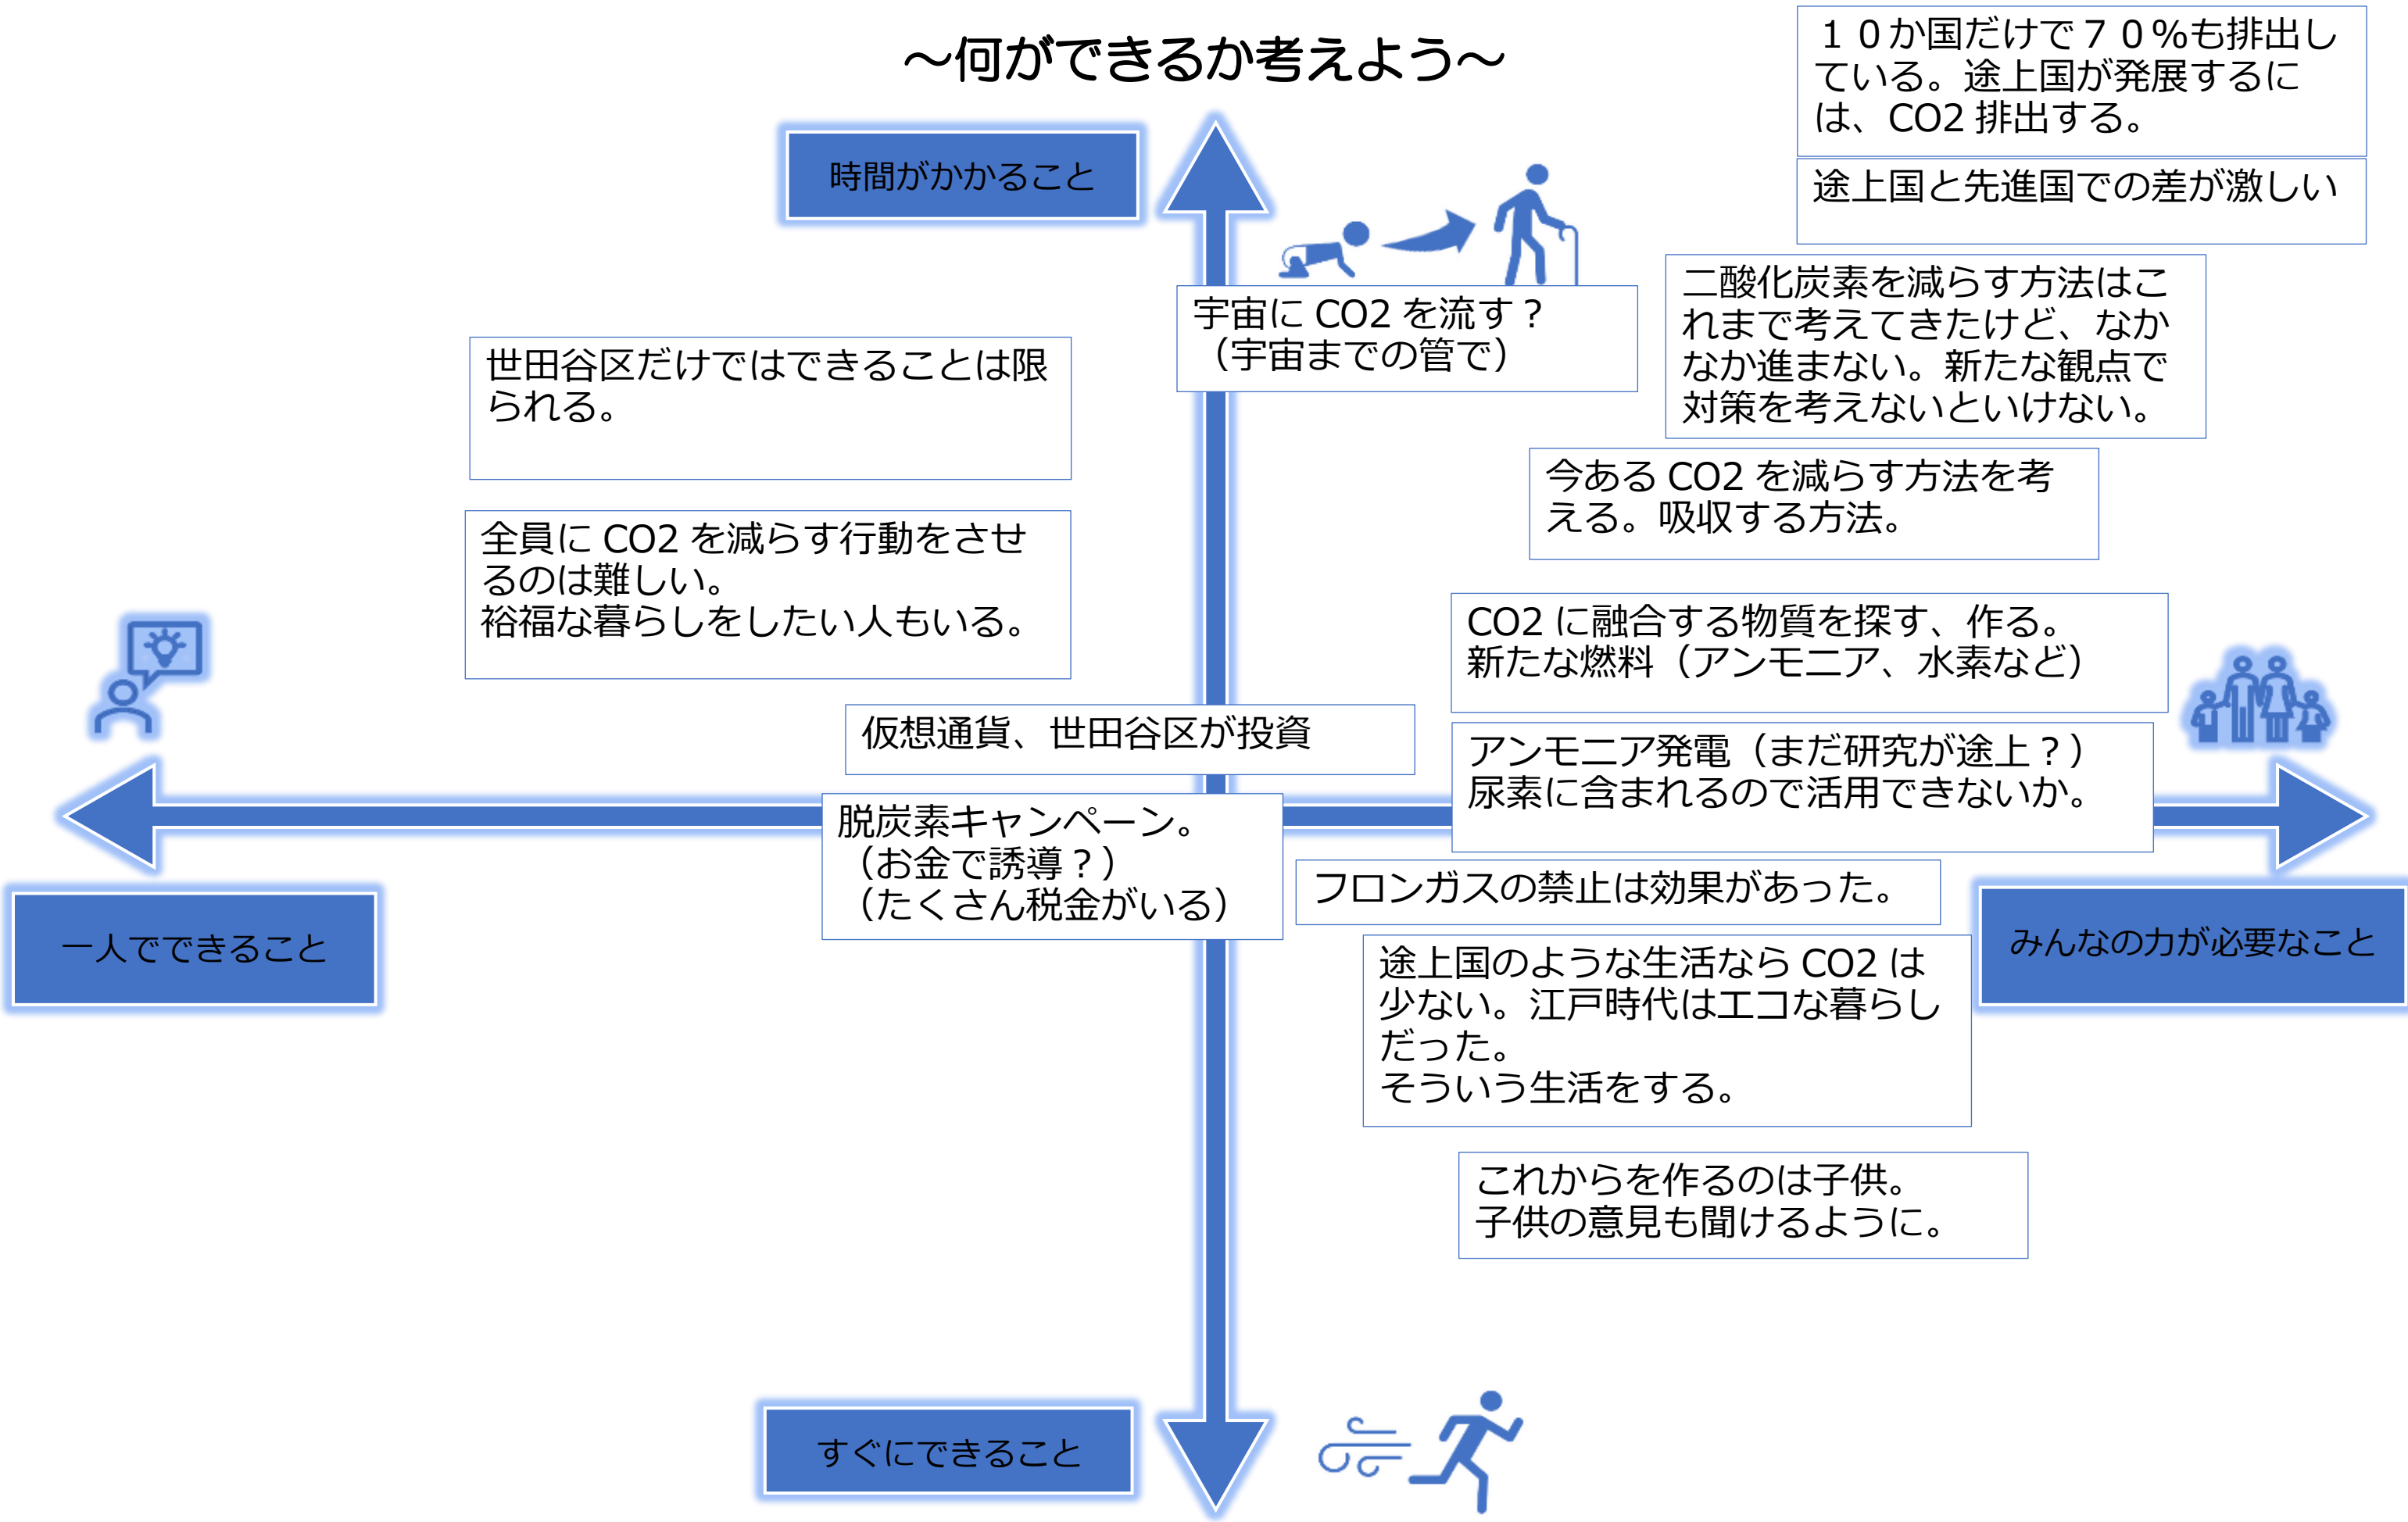 ～何ができるか考えよう～
１０か国だけで７０％も排出し
ている。途上国が発展するに
は、CO2 排出する。
時間がかかること
途上国と先進国での差が激しい
二酸化炭素を減らす方法はこ
れまで考えてきたけど、なか
なか進まない。新たな観点で
対策を考えないといけない。
宇宙に CO2 を流す？
（宇宙までの管で）
世田谷区だけではできることは限
られる。
今ある CO2 を減らす方法を考
える。吸収する方法。
全員に CO2 を減らす行動をさせ
るのは難しい。
裕福な暮らしをしたい人もいる。
CO2 に融合する物質を探す、作る。
新たな燃料（アンモニア、水素など）
仮想通貨、世田谷区が投資
アンモニア発電（まだ研究が途上？）
尿素に含まれるので活用できないか。
脱炭素キャンペーン。
（お金で誘導？）
（たくさん税金がいる）
フロンガスの禁止は効果があった。
一人でできること
みんなの力が必要なこと
途上国のような生活なら CO2 は
少ない。江戸時代はエコな暮らし
だった。
そういう生活をする。
これからを作るのは子供。
子供の意見も聞けるように。
すぐにできること